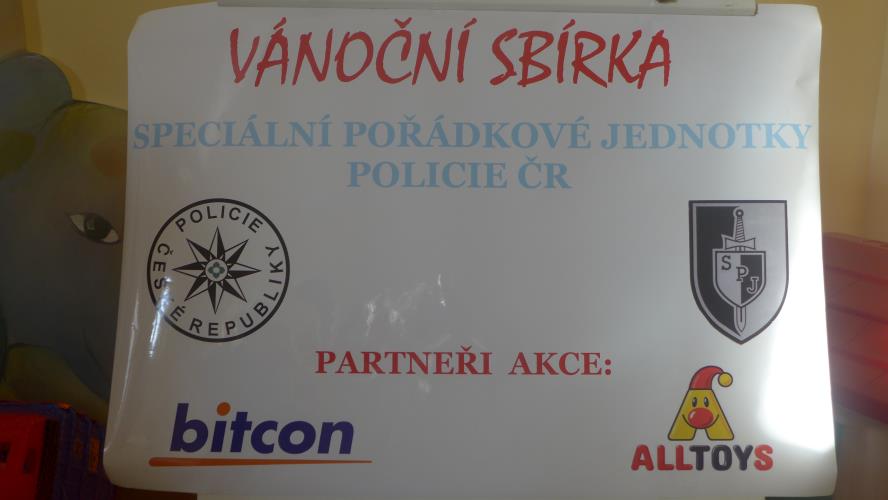 VÁNOČNÍ SBÍRKA
SPECIÁLNÍ POŘÁDKOVÉ JEDNOTKY
POLICIE ČR
POLICIE ČESKÉ REPUBLIKY
SPJ
PARTNEŘI AKCE:
bitcon
ALLTOYS